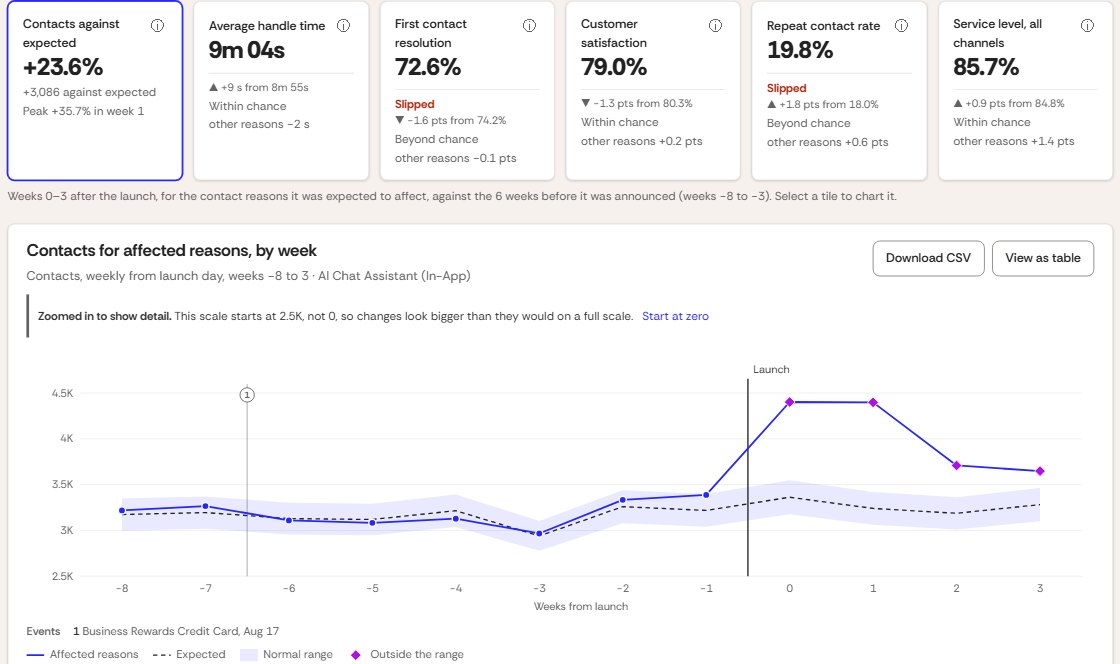 Contacts against expected
+23.6%
+3,086 against expected
Peak +35.7% in week 1
Average handle time
9m 04s
▲ +9 s from 8m 55s
Within chance
other reasons −2 s
First contact resolution
72.6%
Slipped
▼ −1.6 pts from 74.2%
Beyond chance
other reasons −0.1 pts
Customer satisfaction
79.0%
▼ −1.3 pts from 80.3%
Within chance
other reasons +0.2 pts
Repeat contact rate
19.8%
Slipped
▲ +1.8 pts from 18.0%
Beyond chance
other reasons +0.6 pts
Service level, all channels
85.7%
▲ +0.9 pts from 84.8%
Within chance
other reasons +1.4 pts
Weeks 0–3 after the launch, for the contact reasons it was expected to affect, against the 6 weeks before it was announced (weeks −8 to −3). Select a tile to chart it.
Contacts for affected reasons, by week
Contacts, weekly from launch day, weeks −8 to 3 · AI Chat Assistant (In-App)
Download CSV
View as table
Zoomed in to show detail. This scale starts at 2.5K, not 0, so changes look bigger than they would on a full scale. Start at zero
Launch
1
4.5K
4K
3.5K
3K
2.5K
−8 −7 −6 −5 −4 −3 −2 −1 0 1 2 3
Weeks from launch
Events 1 Business Rewards Credit Card, Aug 17
Affected reasons Expected Normal range Outside the range